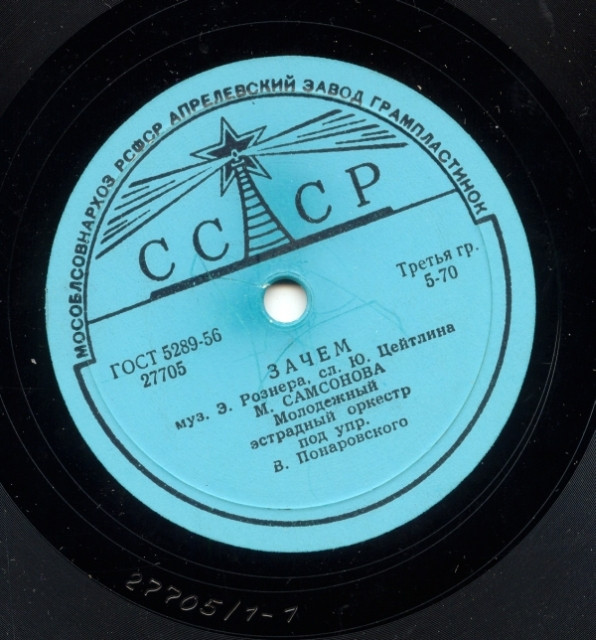 МОСОБЛСОВНАРХОЗ РСФСР АПРЕЛЕВСКИЙ ЗАВОД ГРАМПЛАСТИНОК
СССР
Третья гр.
5-70
ГОСТ 5289-56
27705
ЗАЧЕМ
муз. Э. Рознера, сл. Ю. Цейтлина
М. САМСОНОВА
Молодежный
эстрадный оркестр
под упр.
В. Понаровского
27705/1-1